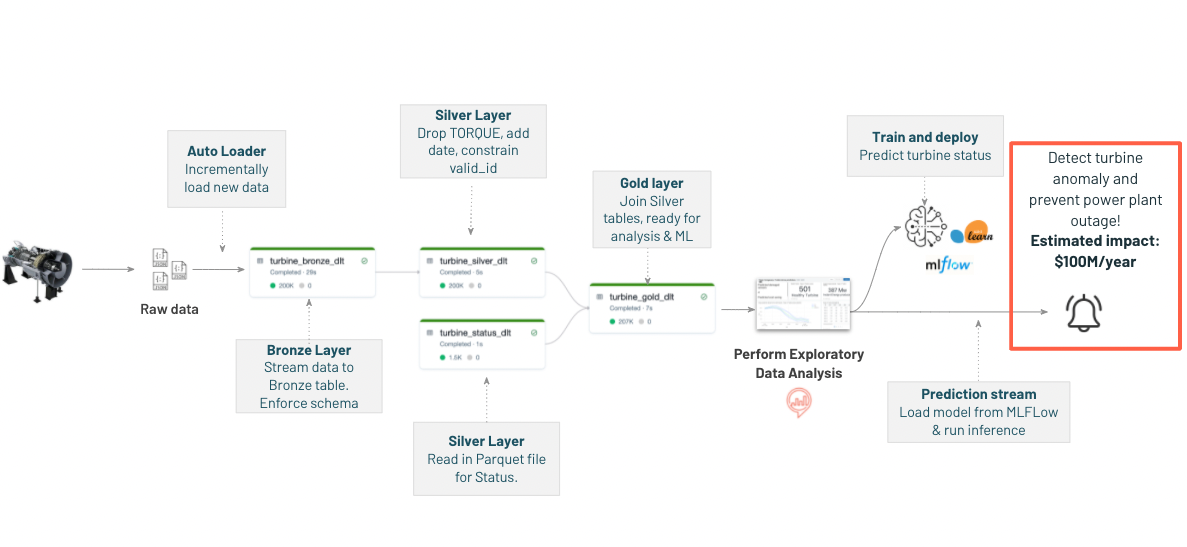 Auto Loader
Incrementally
load new data
Raw data
turbine_bronze_dlt
Completed · 29s
200K
0
Bronze Layer
Stream data to
Bronze table.
Enforce schema
Silver Layer
Drop TORQUE, add
date, constrain
valid_id
turbine_silver_dlt
Completed · 5s
200K
0
turbine_status_dlt
Completed · 1s
1.5K
0
Silver Layer
Read in Parquet file
for Status.
Gold layer
Join Silver
tables, ready for
analysis & ML
turbine_gold_dlt
Completed · 7s
207K
0
501
Perform Exploratory
Data Analysis
Train and deploy
Predict turbine status
learn
mlflow
Prediction stream
Load model from MLFLow
& run inference
Detect turbine
anomaly and
prevent power plant
outage!
Estimated impact:
$100M/year